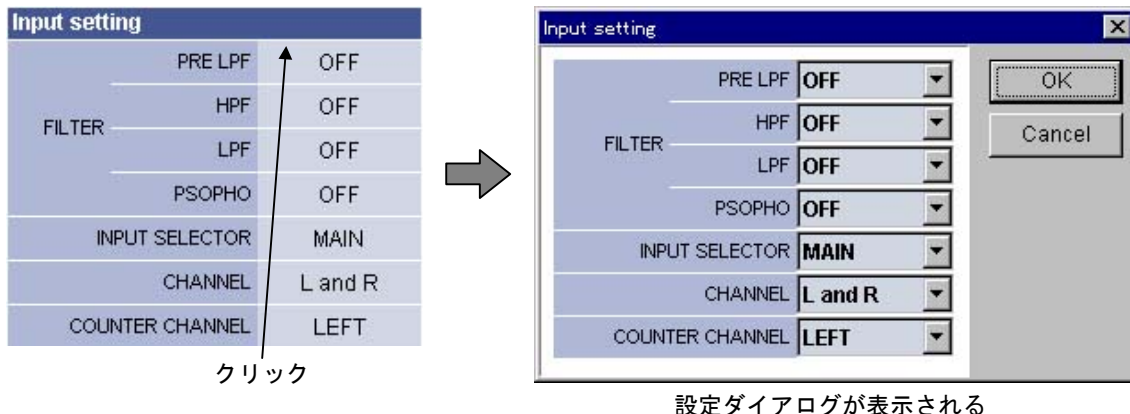 Input setting
PRE LPF OFF
HPF OFF
FILTER
LPF OFF
PSOPHO OFF
INPUT SELECTOR MAIN
CHANNEL L and R
COUNTER CHANNEL LEFT
クリック
Input setting
PRE LPF OFF
HPF OFF
FILTER
LPF OFF
PSOPHO OFF
INPUT SELECTOR MAIN
CHANNEL L and R
COUNTER CHANNEL LEFT
OK
Cancel
設定ダイアログが表示される